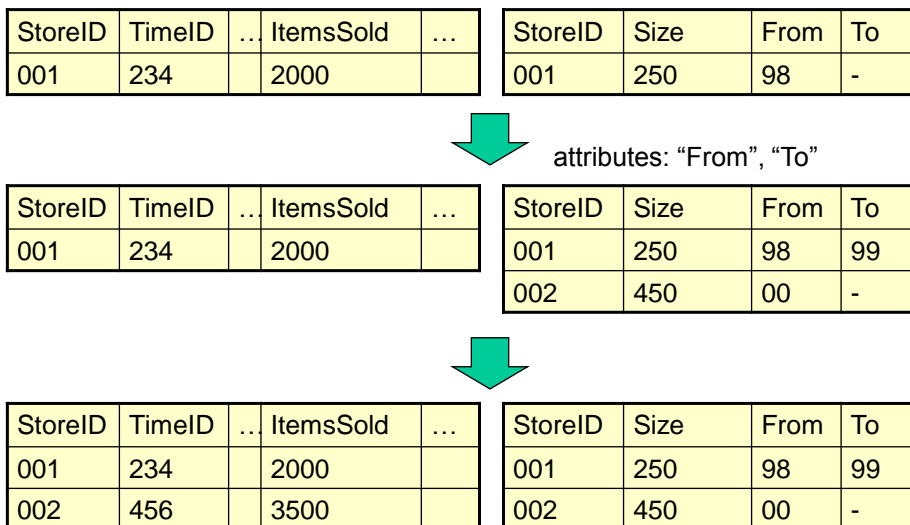 StoreID TimeID … ItemsSold … StoreID Size From To
001 234 2000 001 250 98 -
attributes: “From”, “To”
StoreID TimeID … ItemsSold … StoreID Size From To
001 234 2000 001 250 98 99
002 450 00 -
StoreID TimeID … ItemsSold … StoreID Size From To
001 234 2000 001 250 98 99
002 456 3500 002 450 00 -